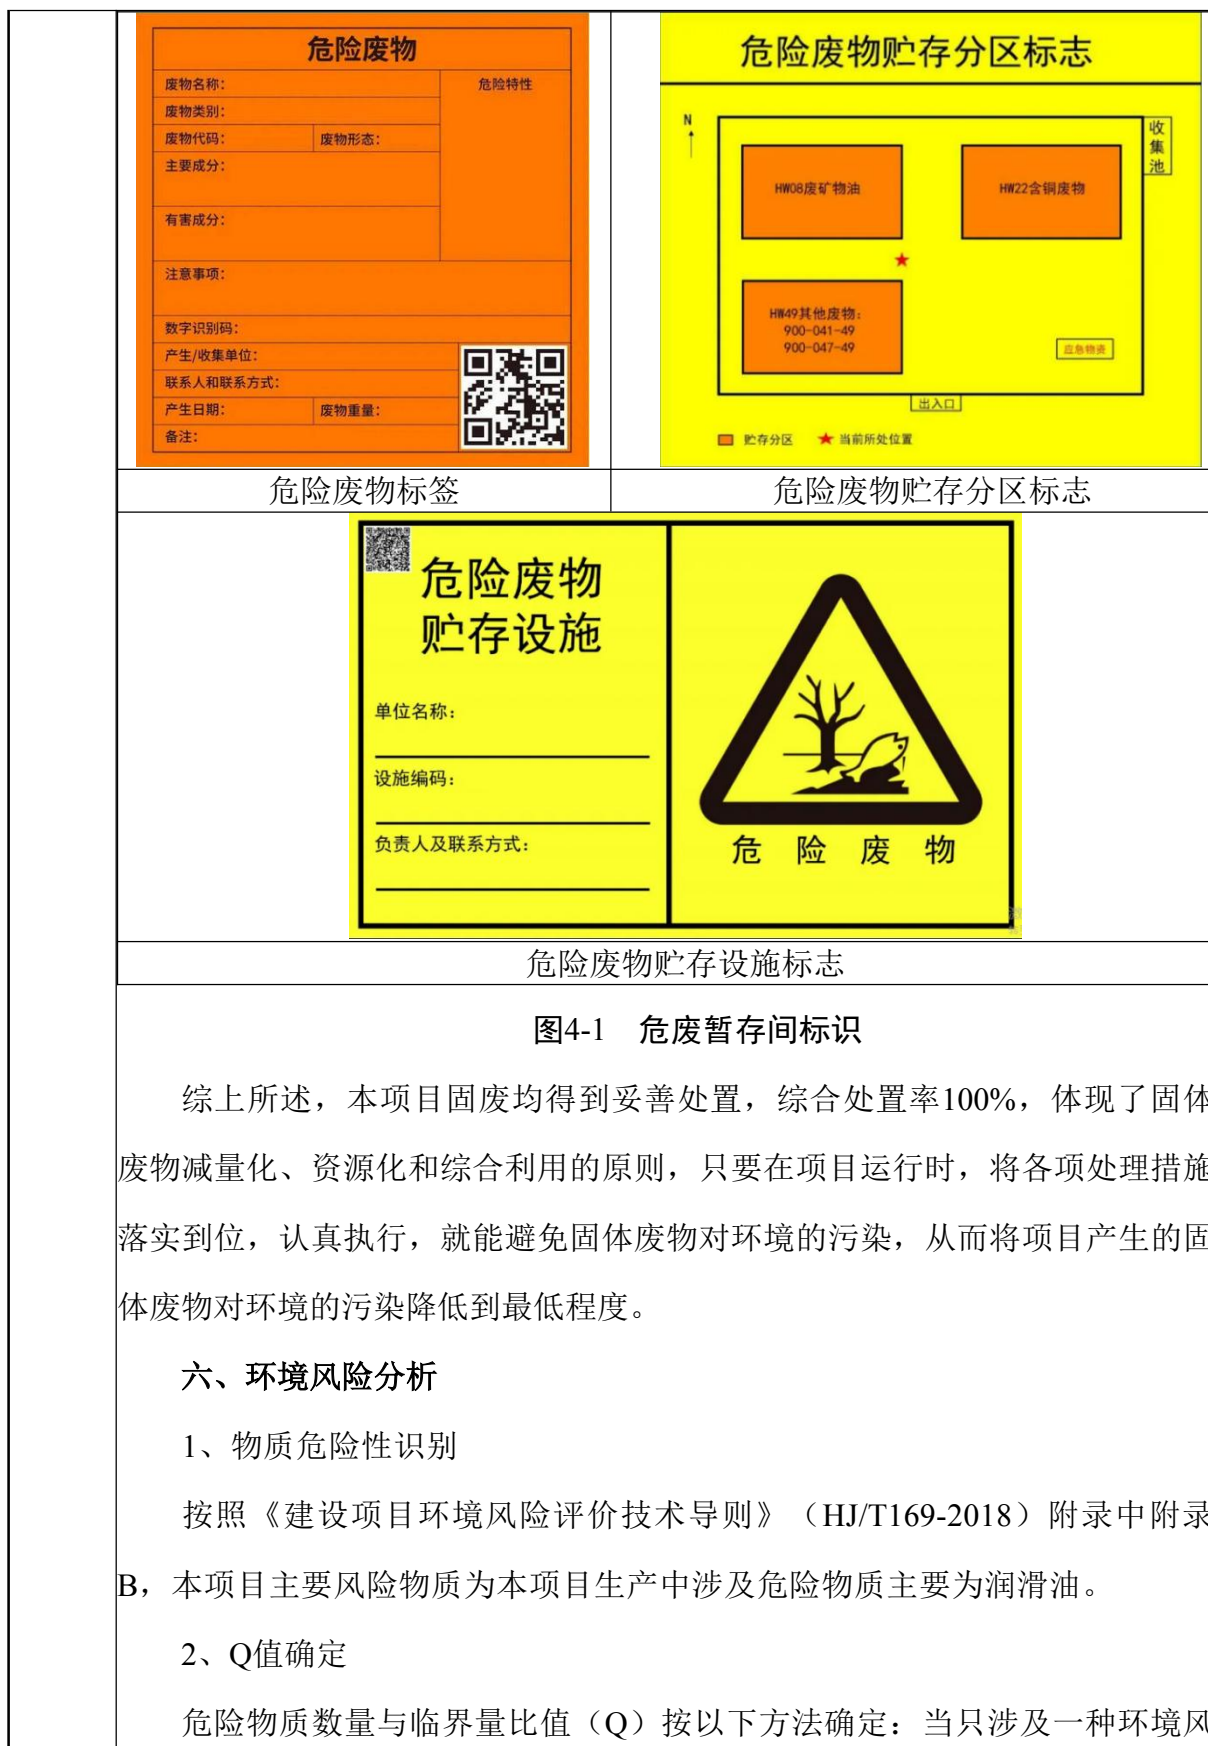 危险废物
废物名称：
危险特性
废物类别：
废物代码：
废物形态：
主要成分：
有害成分：
注意事项：
数字识别码：
产生/收集单位：
联系人和联系方式：
产生日期：
废物重量：
备注：
危险废物贮存分区标志
N
收集池
HW08废矿物油
HW22含铜废物
HW49其他废物：
900-041-49
900-047-49
应急物资
出入口
贮存分区
当前所处位置
危险废物标签
危险废物贮存分区标志
危险废物
贮存设施
单位名称：
设施编码：
负责人及联系方式：
危险废物
危险废物贮存设施标志
图4-1 危废暂存间标识
综上所述，本项目固废均得到妥善处置，综合处置率100%，体现了固体
废物减量化、资源化和综合利用的原则，只要在项目运行时，将各项处理措施
落实到位，认真执行，就能避免固体废物对环境的污染，从而将项目产生的固
体废物对环境的污染降低到最低程度。
六、环境风险分析
1、物质危险性识别
按照《建设项目环境风险评价技术导则》（HJ/T169-2018）附录中附录
B，本项目主要风险物质为本项目生产中涉及危险物质主要为润滑油。
2、Q值确定
危险物质数量与临界量比值（Q）按以下方法确定：当只涉及一种环境风